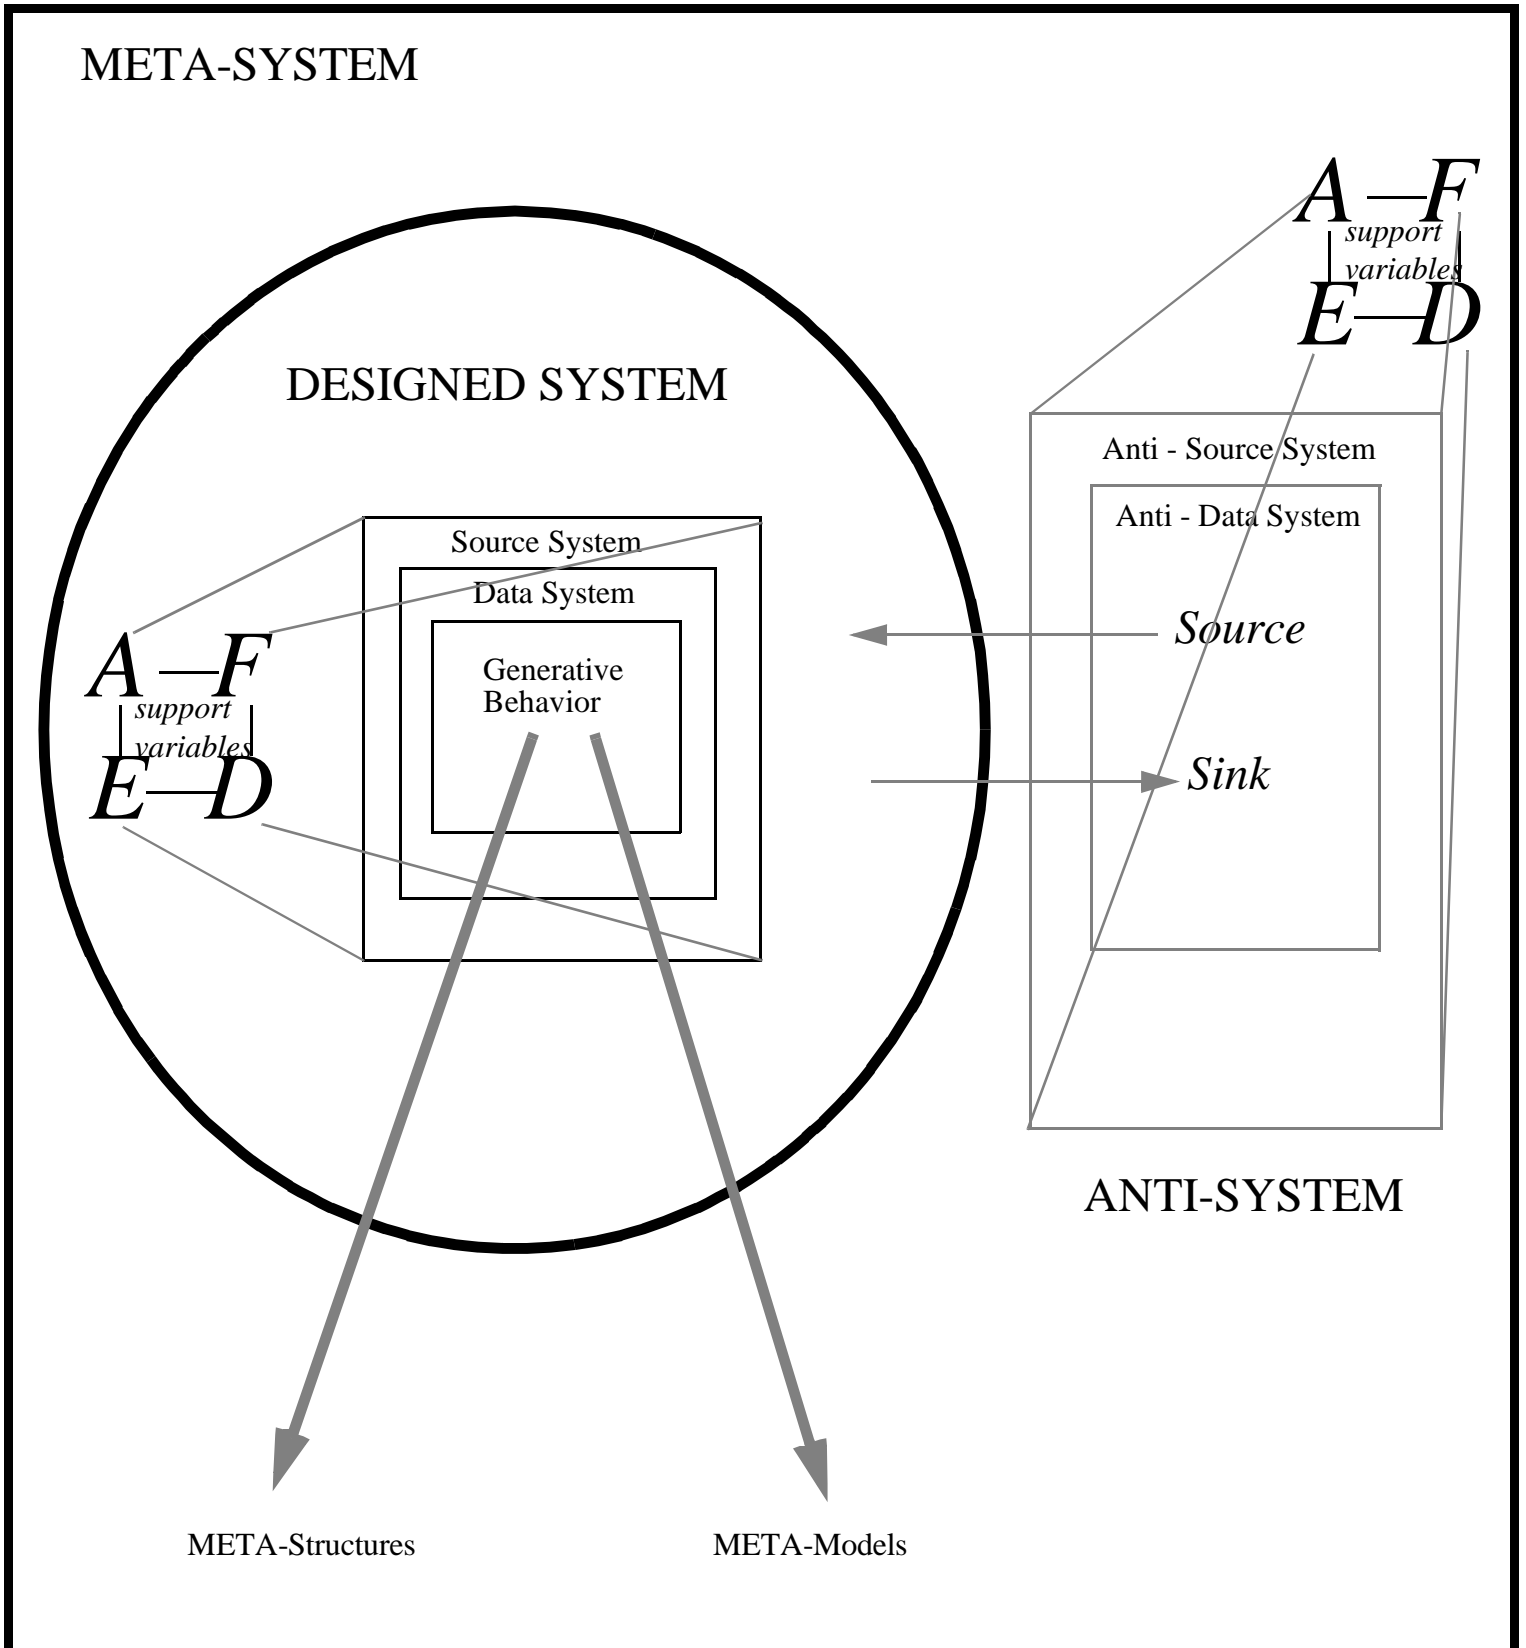 META-SYSTEM
A F
support
variables
E D
DESIGNED SYSTEM
Anti - Source System
Anti - Data System
Source
Sink
Source System
Data System
Generative
Behavior
A F
support
variables
E D
ANTI-SYSTEM
META-Structures
META-Models